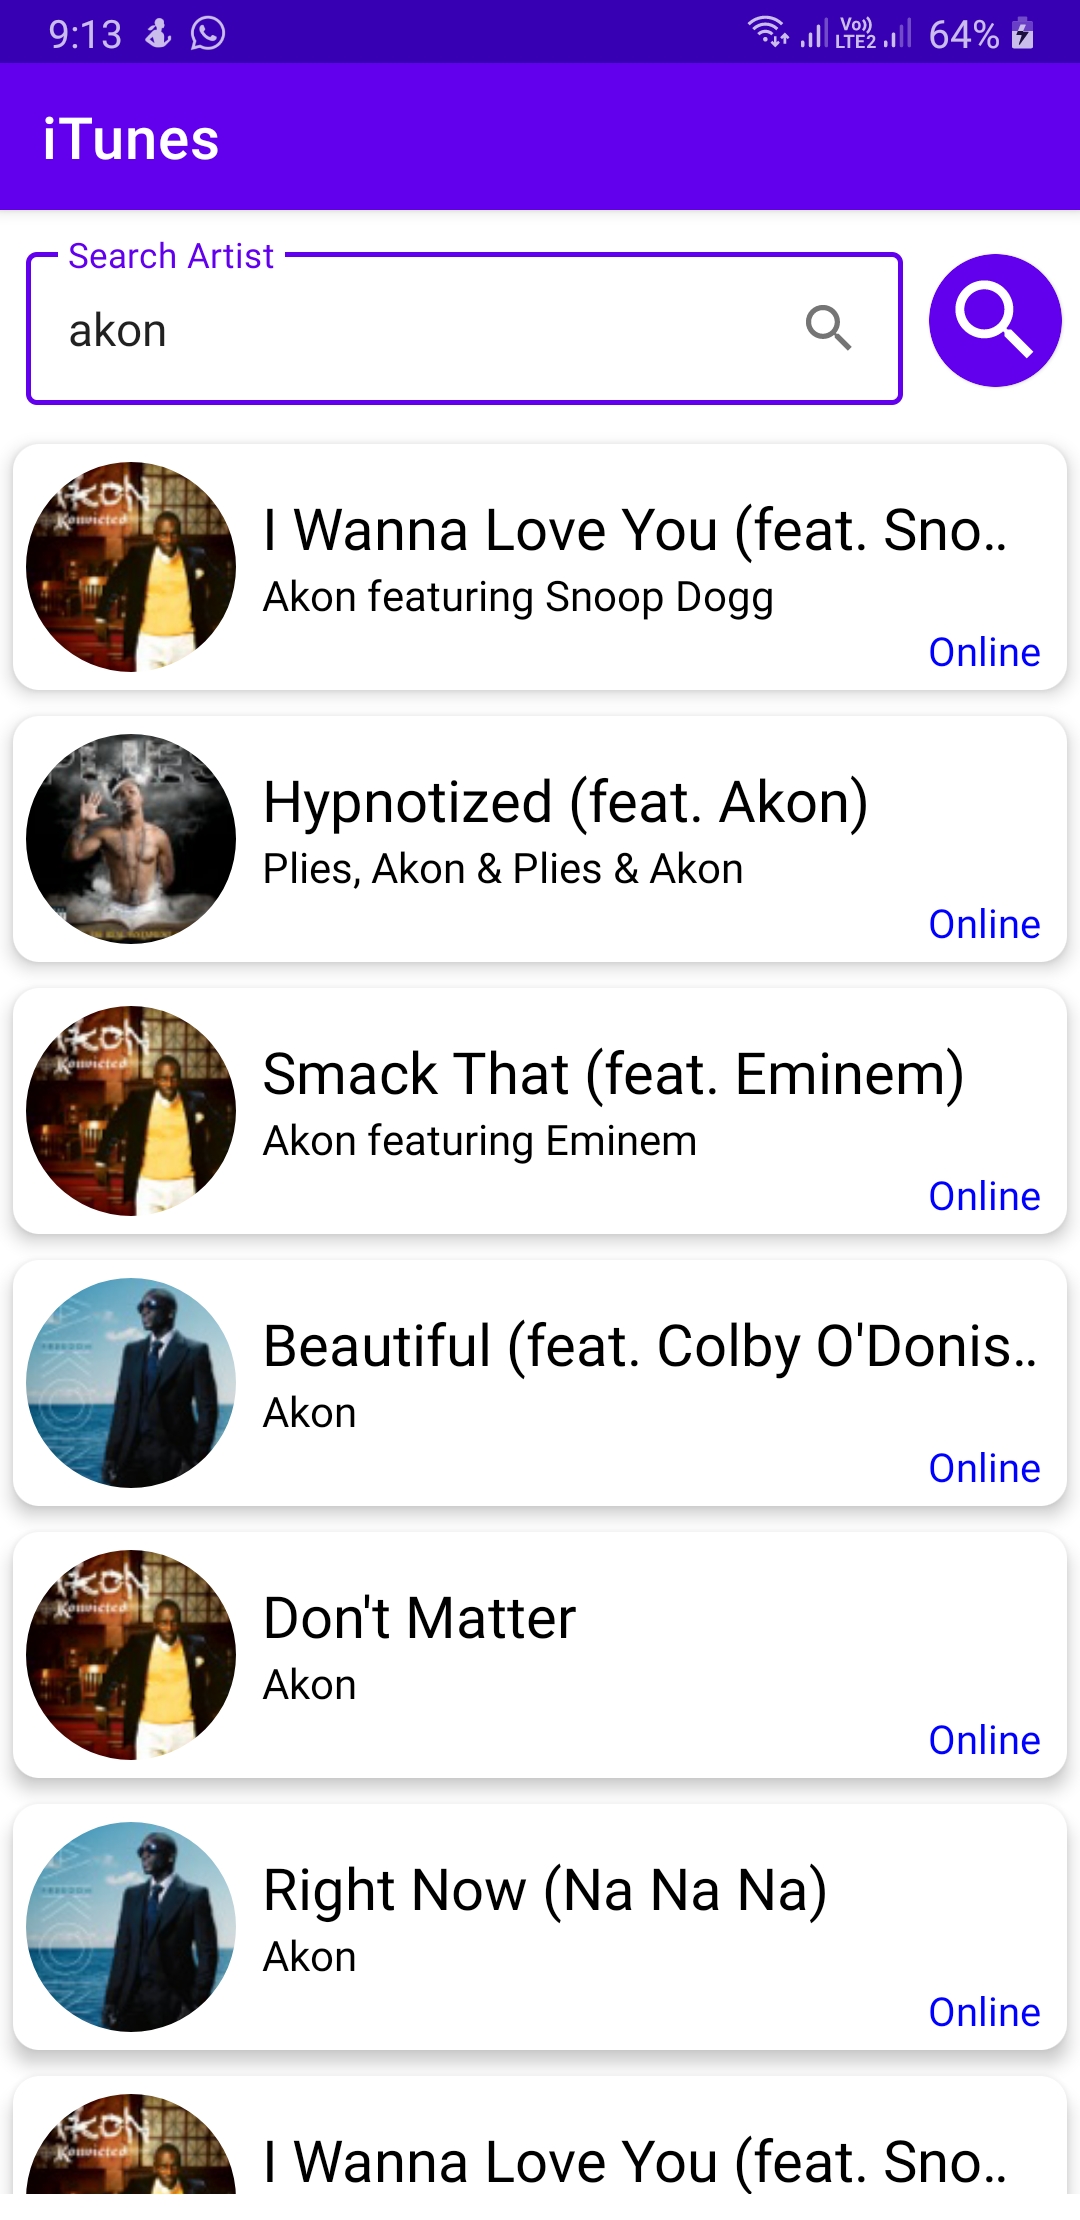 9:13
Vo))
LTE2
64%
iTunes
Search Artist
akon
AKON
Konvicted
I Wanna Love You (feat. Sno..
Akon featuring Snoop Dogg
Online
Hypnotized (feat. Akon)
Plies, Akon & Plies & Akon
Online
AKON
Konvicted
Smack That (feat. Eminem)
Akon featuring Eminem
Online
FREEDOM
Beautiful (feat. Colby O'Donis..
Akon
Online
AKON
Konvicted
Don't Matter
Akon
Online
FREEDOM
Right Now (Na Na Na)
Akon
Online
AKON
Konvicted
I Wanna Love You (feat. Sno..